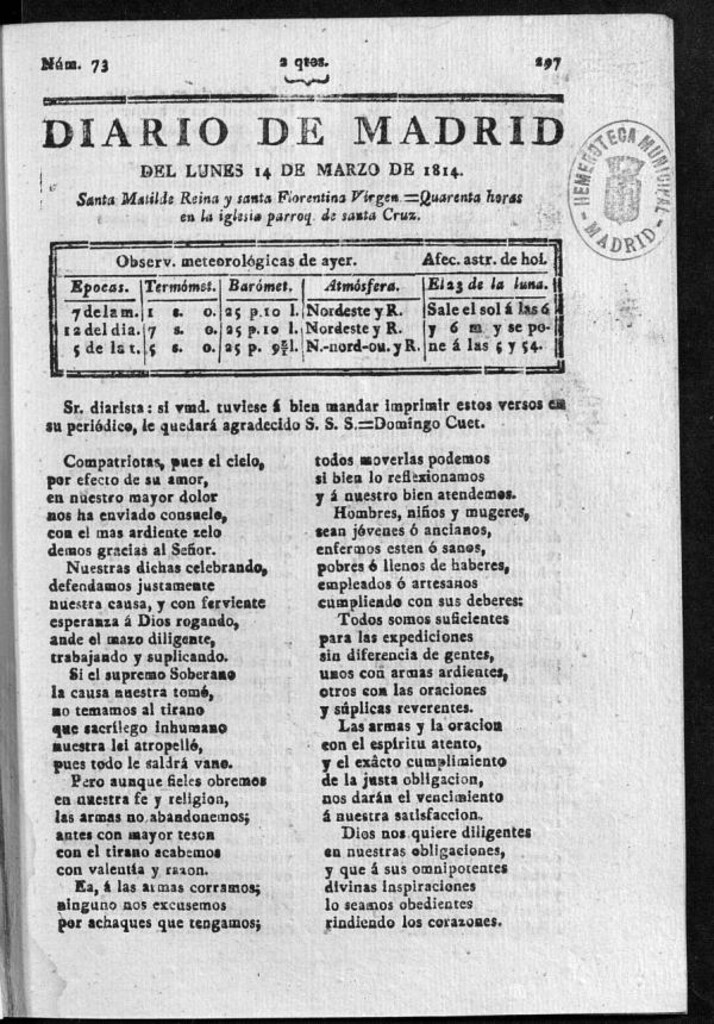 Núm. 73 2 qtos. 297
DIARIO DE MADRID
DEL LUNES 14 DE MARZO DE 1814.
Santa Matilde Reina y santa Florentina Virgen.=Quarenta horas
en la iglesia parroq. de santa Cruz.
HEMEROTECA MUNICIPAL
MADRID
Observ. meteorológicas de ayer. Afec. astr. de hoi.
Epocas. Termómet. Barómet. Atmósfera. El 23 de la luna.
7 de la m. 1 s. 0. 25 p. 10 l. Nordeste y R. Sale el sol á las 6
12 del dia. 7 s. 0. 25 p. 10 l. Nordeste y R. y 6 m y se po-
5 de la t. 5 s. 0. 25 p. 9 l. N.-nord-ou. y R. ne á las 5 y 54.
Sr. diarista: si vmd. tuviese á bien mandar imprimir estos versos en
su periódico, le quedará agradecido S. S. S.=Domingo Cuet.
Compatriotas, pues el cielo,
por efecto de su amor,
en nuestro mayor dolor
nos ha enviado consuelo,
con el mas ardiente zelo
demos gracias al Señor.
Nuestras dichas celebrando,
defendamos justamente
nuestra causa, y con ferviente
esperanza á Dios rogando,
ande el mazo diligente,
trabajando y suplicando.
Si el supremo Soberano
la causa nuestra tomó,
no temamos al tirano
que sacrílego inhumano
nuestra lei atropelló,
pues todo le saldrá vano.
Pero aunque fieles obremos
en nuestra fe y religion,
las armas no abandonemos;
antes con mayor teson
con el tirano acabemos
con valentía y razon.
Ea, á las armas corramos;
ninguno nos excusemos
por achaques que tengamos;
todos moverlas podemos
si bien lo reflexionamos
y á nuestro bien atendemos.
Hombres, niños y mugeres,
sean jóvenes ó ancianos,
enfermos esten ó sanos,
pobres ó llenos de haberes,
empleados ó artesanos
cumpliendo con sus deberes:
Todos somos suficientes
para las expediciones
sin diferencia de gentes,
unos con armas ardientes,
otros con las oraciones
y súplicas reverentes.
Las armas y la oracion
con el espíritu atento,
y el exâcto cumplimiento
de la justa obligacion,
nos darán el vencimiento
á nuestra satisfaccion.
Dios nos quiere diligentes
en nuestras obligaciones,
y que á sus omnipotentes
divinas inspiraciones
lo seamos obedientes
rindiendo los corazones.